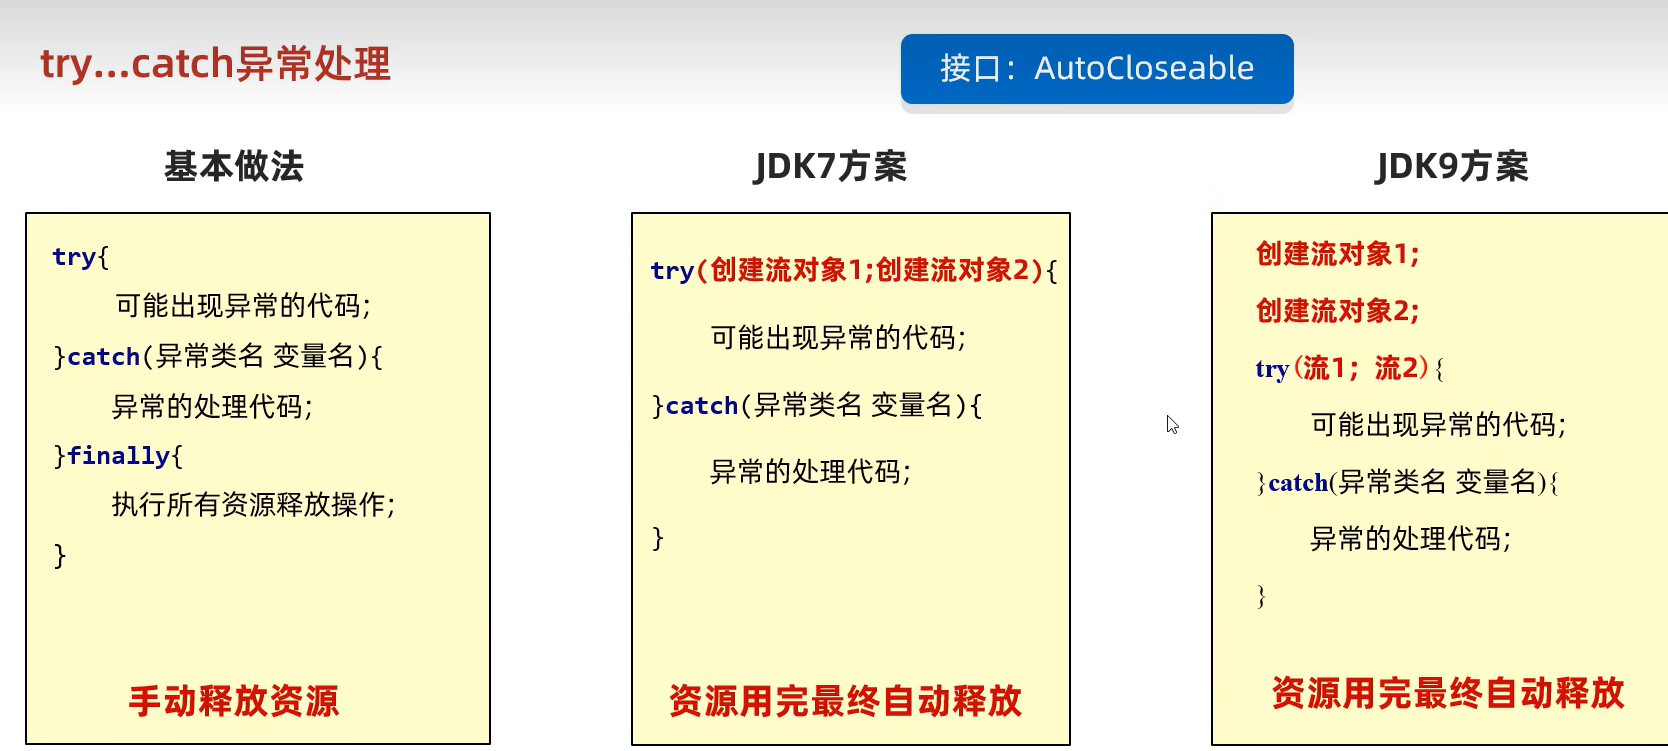 try...catch异常处理
接口：AutoCloseable
基本做法
try{
可能出现异常的代码;
}catch(异常类名 变量名){
异常的处理代码;
}finally{
执行所有资源释放操作;
}
手动释放资源
JDK7方案
try(创建流对象1;创建流对象2){
可能出现异常的代码;
}catch(异常类名 变量名){
异常的处理代码;
}
资源用完最终自动释放
JDK9方案
创建流对象1;
创建流对象2;
try(流1；流2){
可能出现异常的代码;
}catch(异常类名 变量名){
异常的处理代码;
}
资源用完最终自动释放